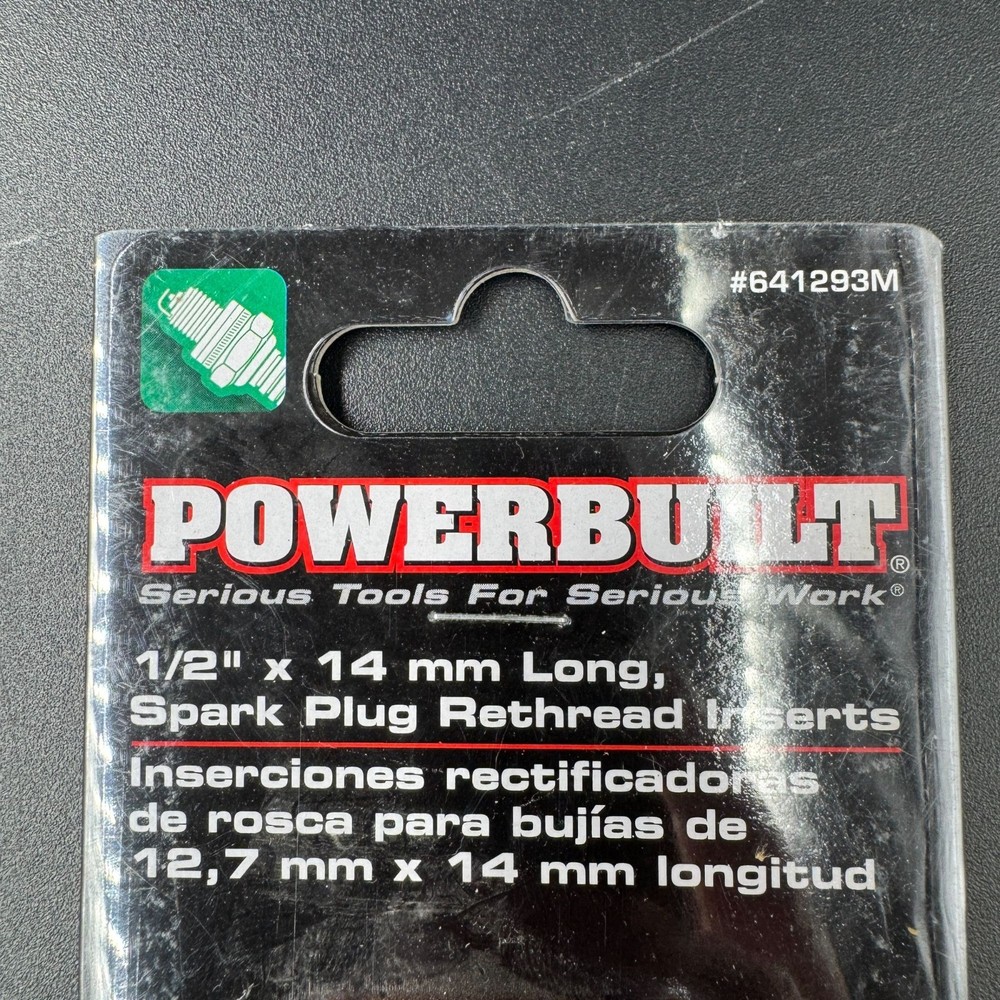 #641293M
POWERBUILT®
Serious Tools For Serious Work®
1/2" x 14 mm Long,
Spark Plug Rethread Inserts
Inserciones rectificadoras
de rosca para bujías de
12,7 mm x 14 mm longitud